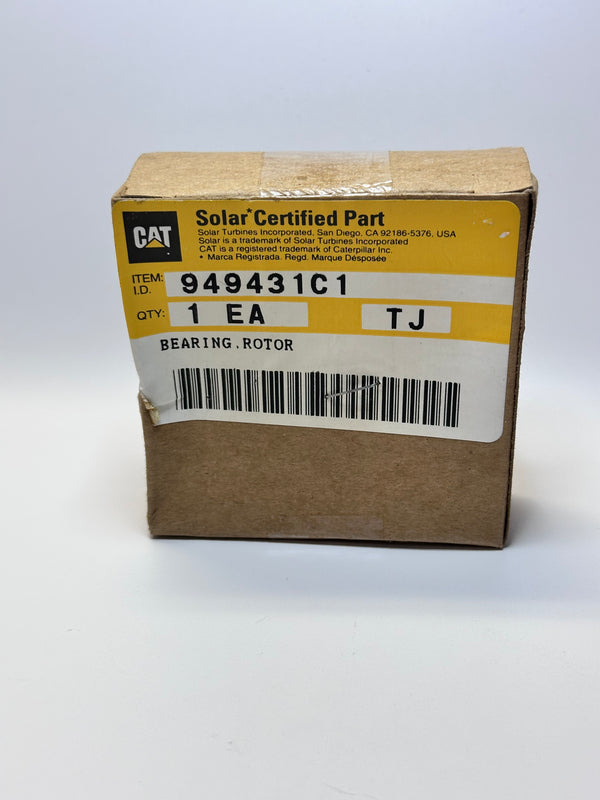 CAT
Solar* Certified Part
Solar Turbines Incorporated, San Diego, CA 92186-5376, USA
Solar is a trademark of Solar Turbines Incorporated
CAT is a registered trademark of Caterpillar Inc.
* Marca Registrada. Regd. Marque Désposée
ITEM: I.D. 949431C1
QTY: 1 EA TJ
BEARING.ROTOR